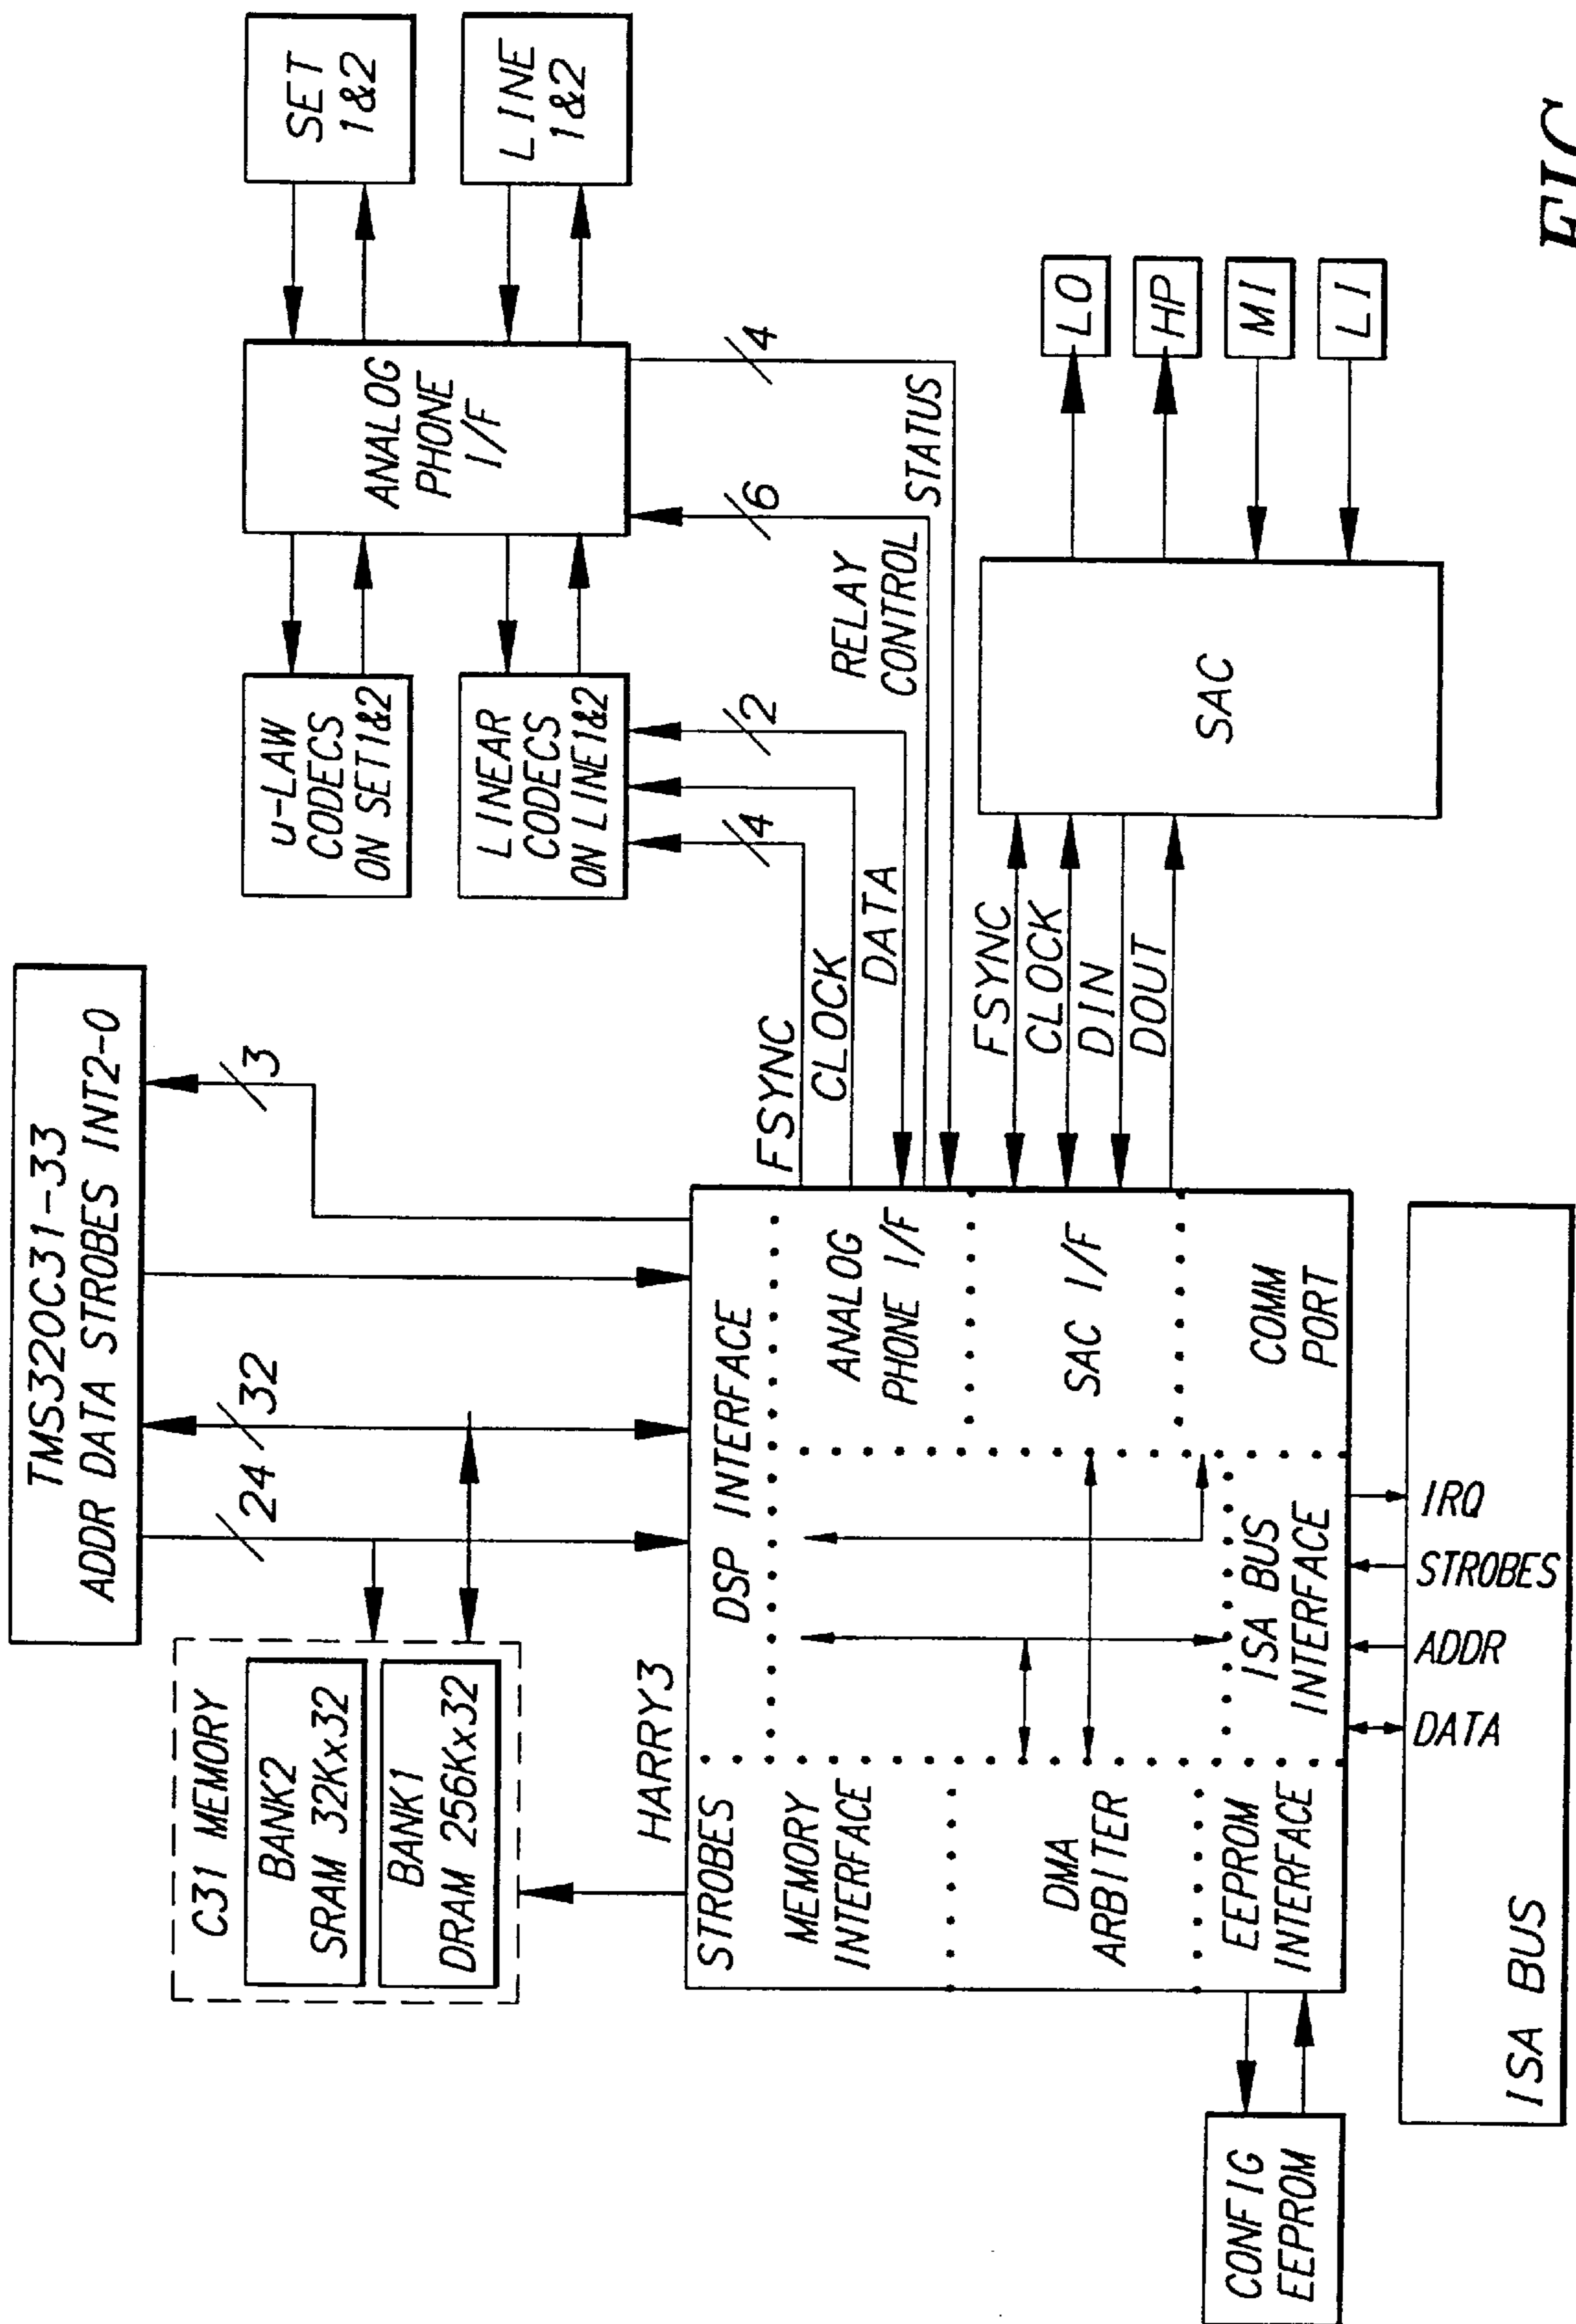 TMS320C31-33
ADDR DATA STROBES INT2-0
24
32
3
C31 MEMORY
BANK2
SRAM 32Kx32
BANK1
DRAM 256Kx32
HARRY3
STROBES
DSP INTERFACE
MEMORY
INTERFACE
DMA
ARBITER
EEPROM
INTERFACE
ISA BUS
INTERFACE
ANALOG
PHONE I/F
SAC I/F
COMM
PORT
CONFIG
EEPROM
DATA
ADDR
STROBES
IRQ
ISA BUS
u-LAW
CODECS
ON SET1&2
LINEAR
CODECS
ON LINE1&2
ANALOG
PHONE
I/F
SET
1&2
LINE
1&2
FSYNC
4
CLOCK
DATA
2
RELAY
CONTROL
6
STATUS
4
FSYNC
CLOCK
DIN
DOUT
SAC
LO
HP
MI
LI